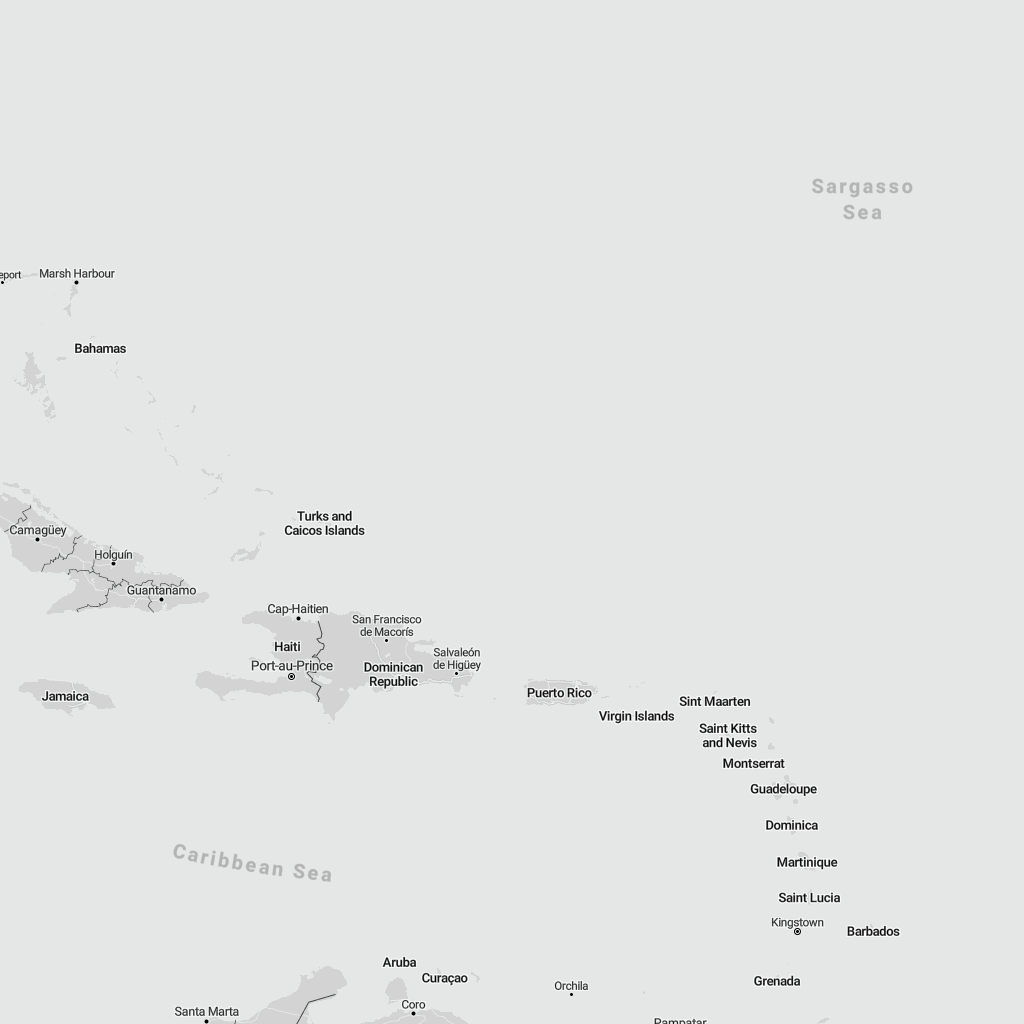 Sargasso
Sea
eport
Marsh Harbour
Bahamas
Turks and
Caicos Islands
Camagüey
Holguín
Guantanamo
Cap-Haitien
San Francisco
de Macorís
Haiti
Salvaleón
de Higüey
Port-au-Prince
Dominican
Republic
Jamaica
Puerto Rico
Sint Maarten
Virgin Islands
Saint Kitts
and Nevis
Montserrat
Guadeloupe
Dominica
Caribbean Sea
Martinique
Saint Lucia
Kingstown
Barbados
Aruba
Curaçao
Grenada
Orchila
Coro
Santa Marta
Pampatar